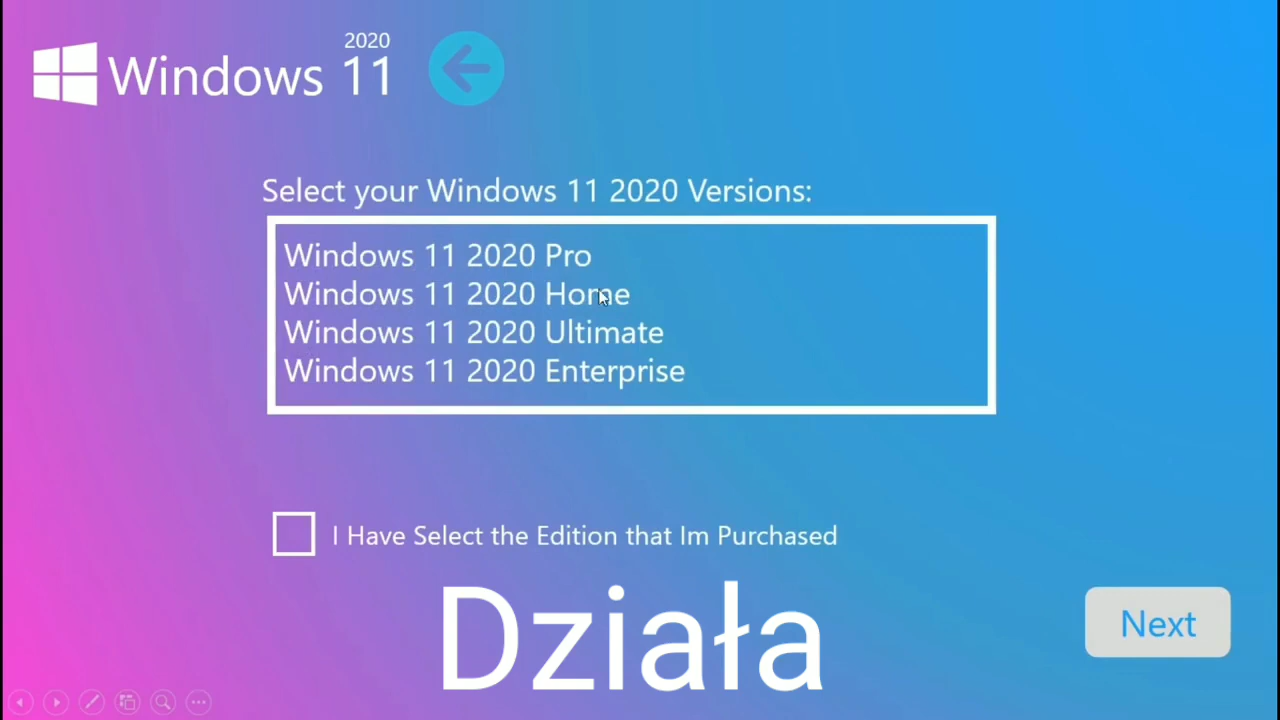 2020
Windows 11
Select your Windows 11 2020 Versions:
Windows 11 2020 Pro
Windows 11 2020 Home
Windows 11 2020 Ultimate
Windows 11 2020 Enterprise
I Have Select the Edition that Im Purchased
Działa
Next